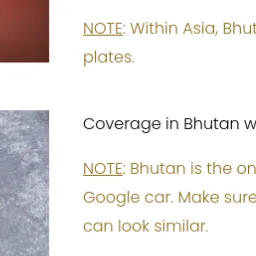 NOTE: Within Asia, Bhut
plates.
Coverage in Bhutan w
NOTE: Bhutan is the on
Google car. Make sure
can look similar.